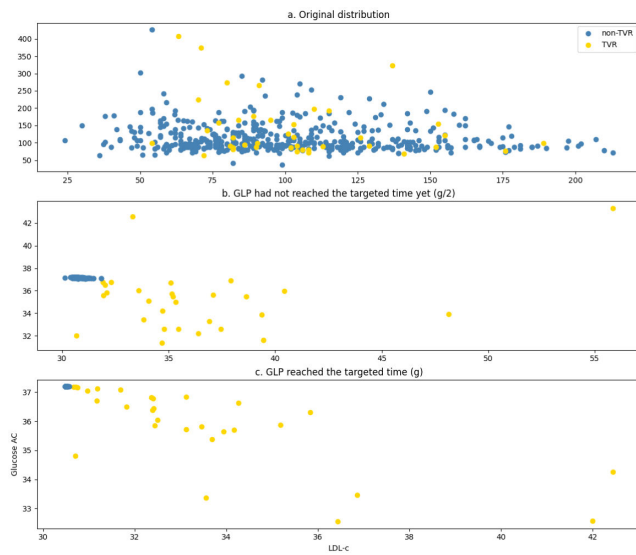 a. Original distribution
non-TVR
TVR
400
350
300
250
200
150
100
50
25 50 75 100 125 150 175 200
b. GLP had not reached the targeted time yet (g/2)
42
40
38
36
34
32
30 35 40 45 50 55
c. GLP reached the targeted time (g)
37
36
35
34
33
Glucose AC
30 32 34 36 38 40 42
LDL-c